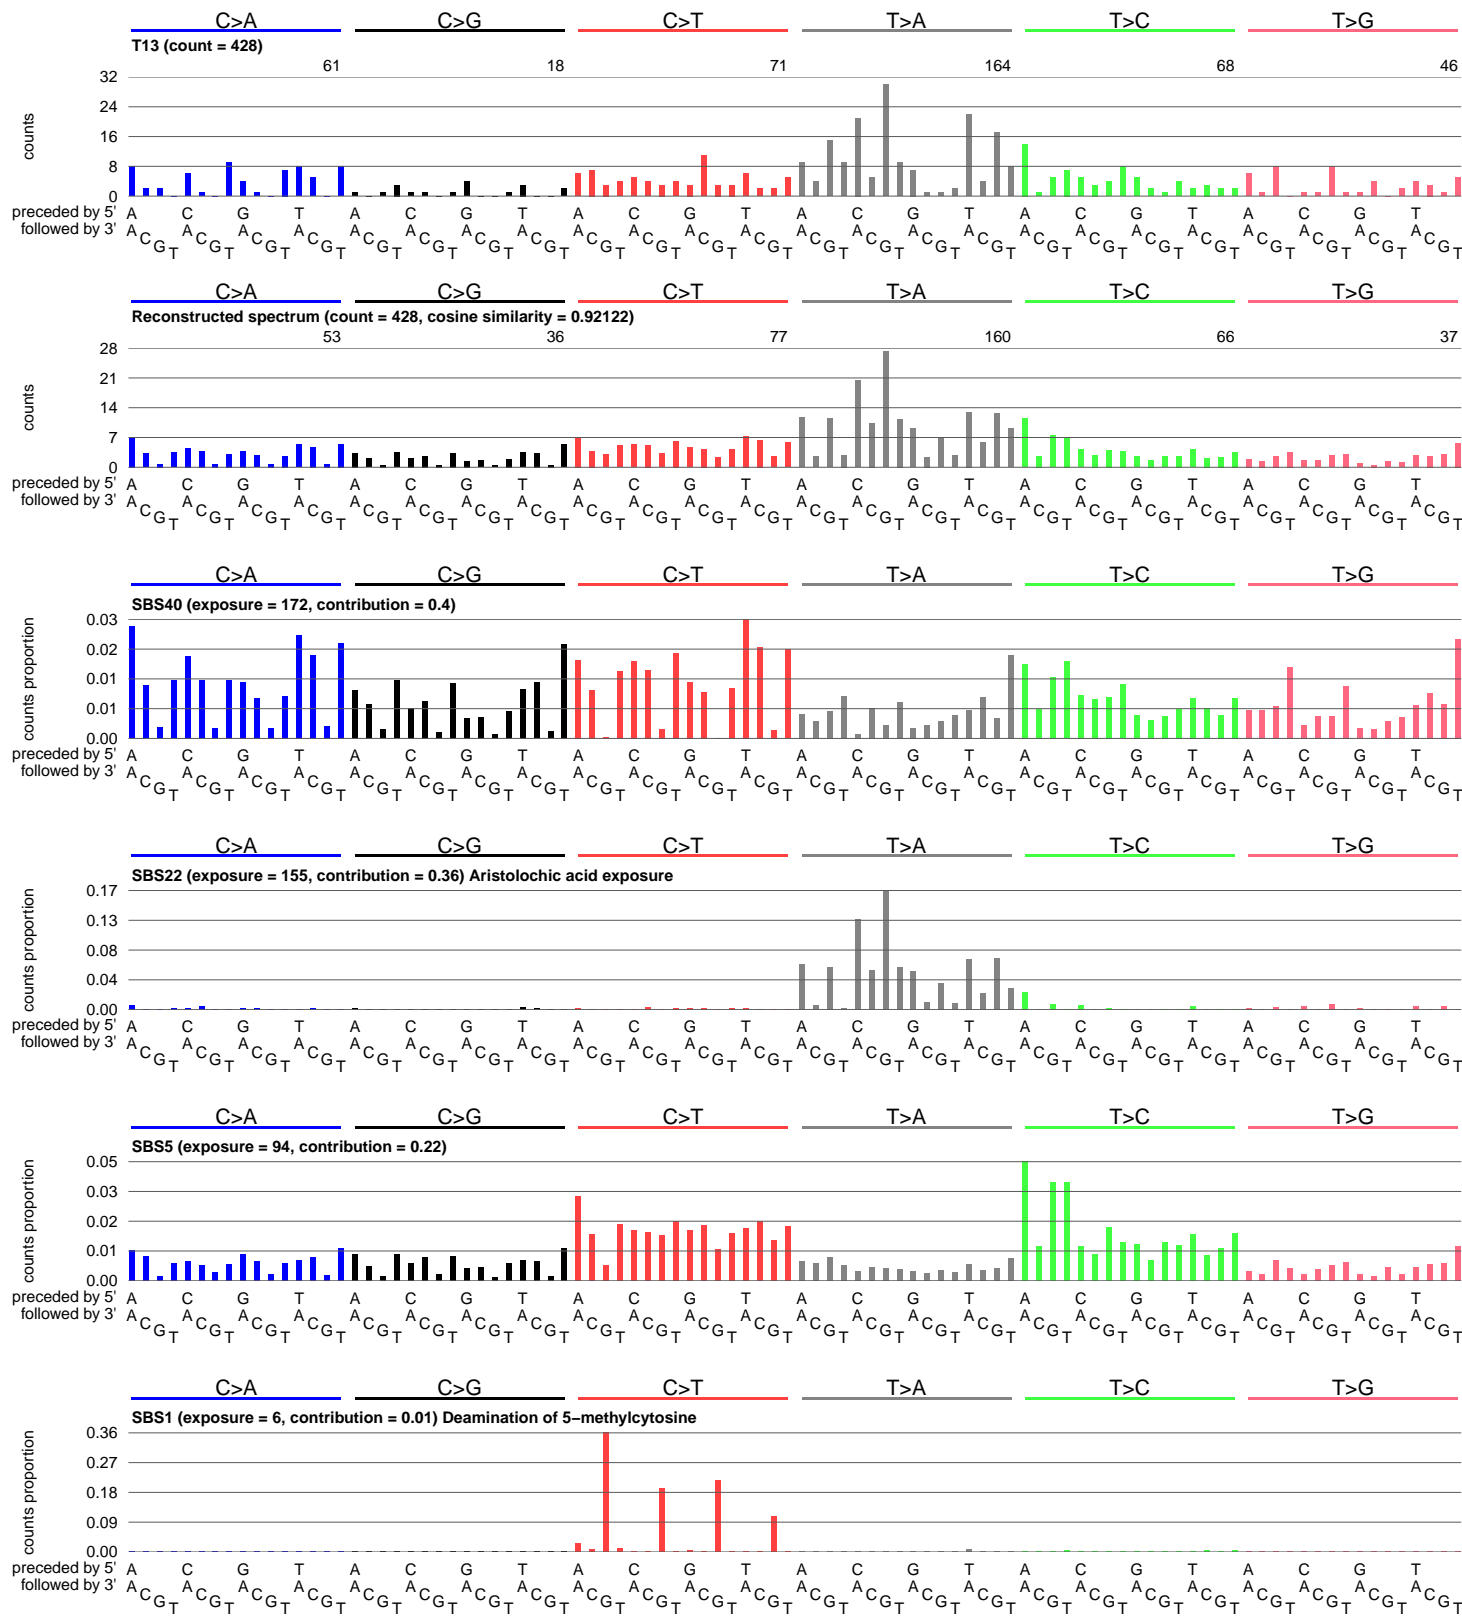 C>A C>G C>T T>A T>C T>G
T13 (count = 428)
61 18 71 164 68 46
32
24
16
8
0
counts
preceded by 5' A C G T A C G T A C G T A C G T A C G T A C G T
followed by 3' A C G T A C G T A C G T A C G T A C G T A C G T
C>A C>G C>T T>A T>C T>G
Reconstructed spectrum (count = 428, cosine similarity = 0.92122)
53 36 77 160 66 37
28
21
14
7
0
counts
preceded by 5' A C G T A C G T A C G T A C G T A C G T A C G T
followed by 3' A C G T A C G T A C G T A C G T A C G T A C G T
C>A C>G C>T T>A T>C T>G
SBS40 (exposure = 172, contribution = 0.4)
0.03
0.02
0.01
0.01
0.00
counts proportion
preceded by 5' A C G T A C G T A C G T A C G T A C G T A C G T
followed by 3' A C G T A C G T A C G T A C G T A C G T A C G T
C>A C>G C>T T>A T>C T>G
SBS22 (exposure = 155, contribution = 0.36) Aristolochic acid exposure
0.17
0.13
0.08
0.04
0.00
counts proportion
preceded by 5' A C G T A C G T A C G T A C G T A C G T A C G T
followed by 3' A C G T A C G T A C G T A C G T A C G T A C G T
C>A C>G C>T T>A T>C T>G
SBS5 (exposure = 94, contribution = 0.22)
0.05
0.03
0.02
0.01
0.00
counts proportion
preceded by 5' A C G T A C G T A C G T A C G T A C G T A C G T
followed by 3' A C G T A C G T A C G T A C G T A C G T A C G T
C>A C>G C>T T>A T>C T>G
SBS1 (exposure = 6, contribution = 0.01) Deamination of 5−methylcytosine
0.36
0.27
0.18
0.09
0.00
counts proportion
preceded by 5' A C G T A C G T A C G T A C G T A C G T A C G T
followed by 3' A C G T A C G T A C G T A C G T A C G T A C G T